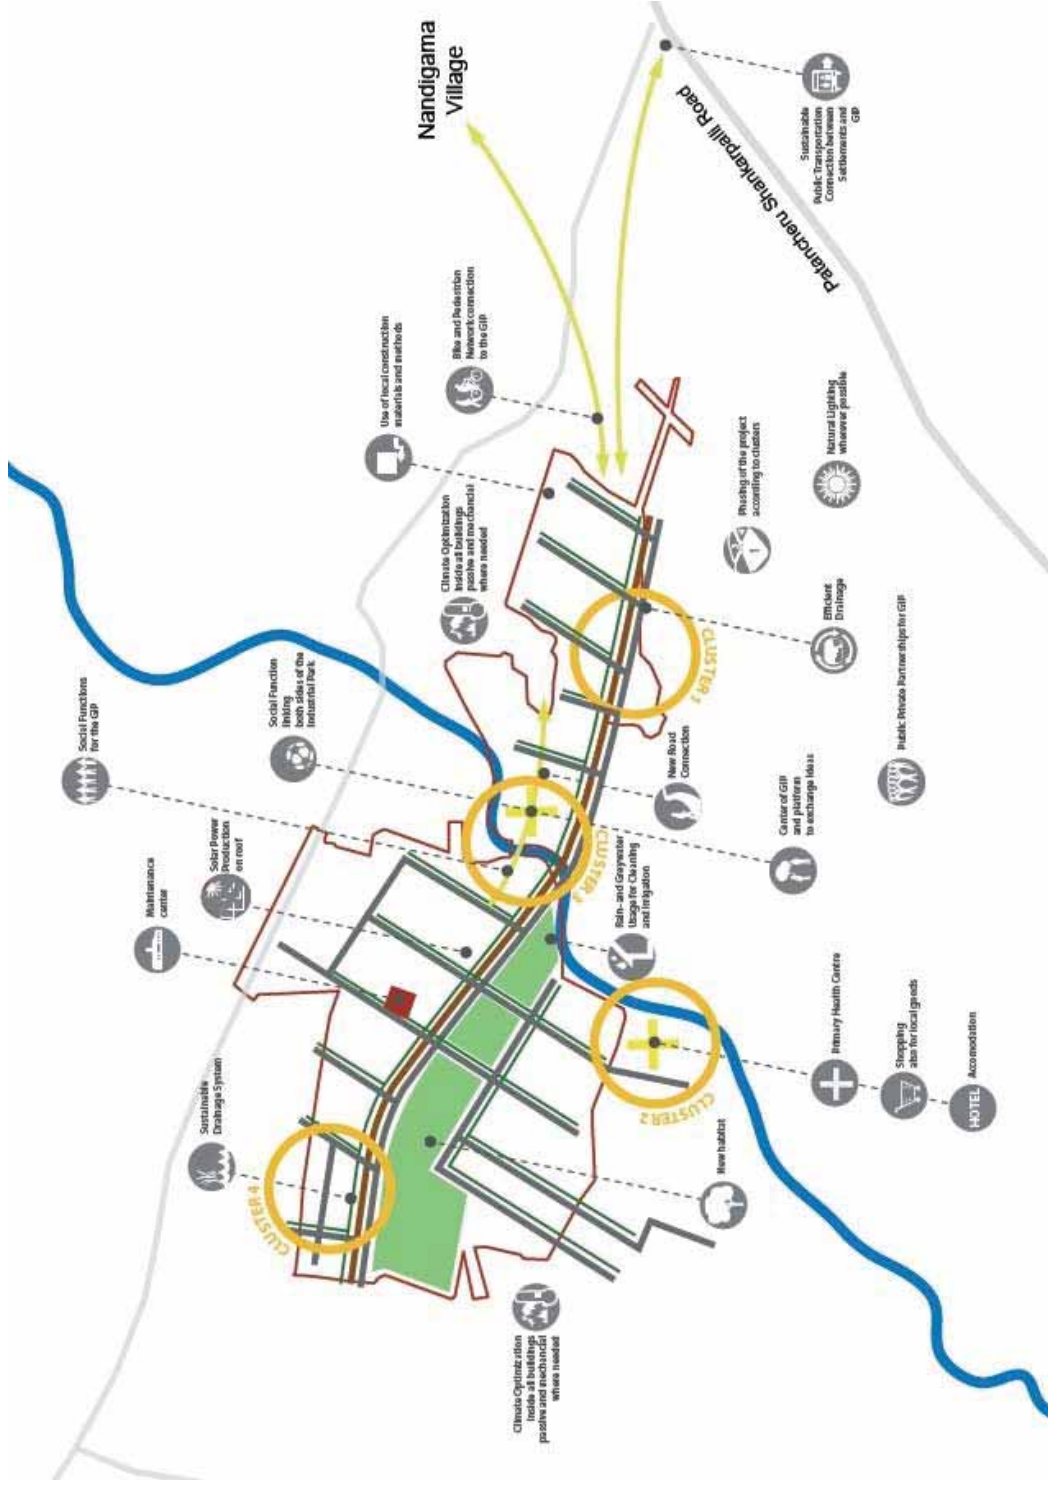 Nandigama
Village
Patancheru Shankarpalli Road
Sustainable
Public Transportation
Connection between
Settlements and
GIP
Bike and Pedestrian
Network connection
to the GIP
Use of local construction
materials and methods
Climate Optimization
inside all buildings
passive and mechancial
where needed
Phasing of the project
according to clusters
Natural Lighting
wherever possible
Efficient
Drainage
Public Private Partnerships for GIP
CLUSTER 1
Social Function
linking
both sides of the
Industrial Park
Social Functions
for the GIP
New Road
Connection
Center of GIP
and platform
to exchange ideas
CLUSTER 3
Rain- and Greywater
Usage for Cleaning
and Irrigation
Solar Power
Production
on roof
Maintenance
center
Primary Health Centre
Shopping
also for local goods
HOTEL
Accomodation
CLUSTER 2
New habitat
Sustainable
Drainage System
CLUSTER 4
Climate Optimization
inside all buildings
passive and mechancial
where needed